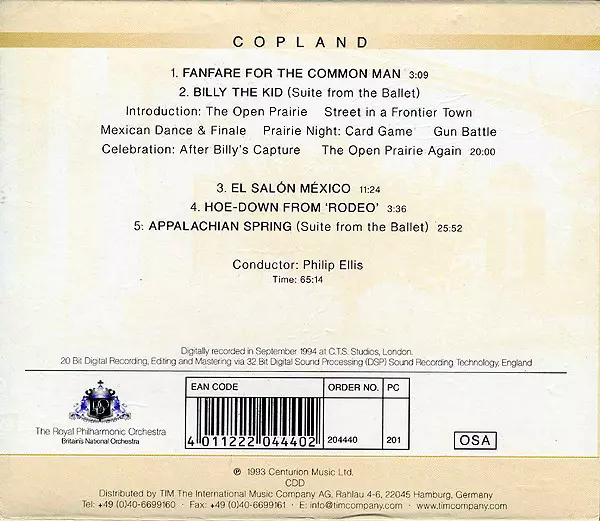 COPLAND
1. FANFARE FOR THE COMMON MAN 3:09
2. BILLY THE KID (Suite from the Ballet)
Introduction: The Open Prairie Street in a Frontier Town
Mexican Dance & Finale Prairie Night: Card Game Gun Battle
Celebration: After Billy's Capture The Open Prairie Again 20:00
3. EL SALÓN MÉXICO 11:24
4. HOE-DOWN FROM 'RODEO' 3:36
5: APPALACHIAN SPRING (Suite from the Ballet) 25:52
Conductor: Philip Ellis
Time: 65:14
Digitally recorded in September 1994 at C.T.S. Studios, London.
20 Bit Digital Recording, Editing and Mastering via 32 Bit Digital Sound Processing (DSP) Sound Recording Technology, England
The Royal Philharmonic Orchestra
Britain's National Orchestra
EAN CODE ORDER NO. PC
4 011222 044402 204440 201
OSA
℗ 1993 Centurion Music Ltd.
CDD
Distributed by TIM The International Music Company AG, Rahlau 4-6, 22045 Hamburg, Germany
Tel: +49 (0)40-6699160 · Fax: +49 (0)40-6699161 · E: info@timcompany.com · www.timcompany.com